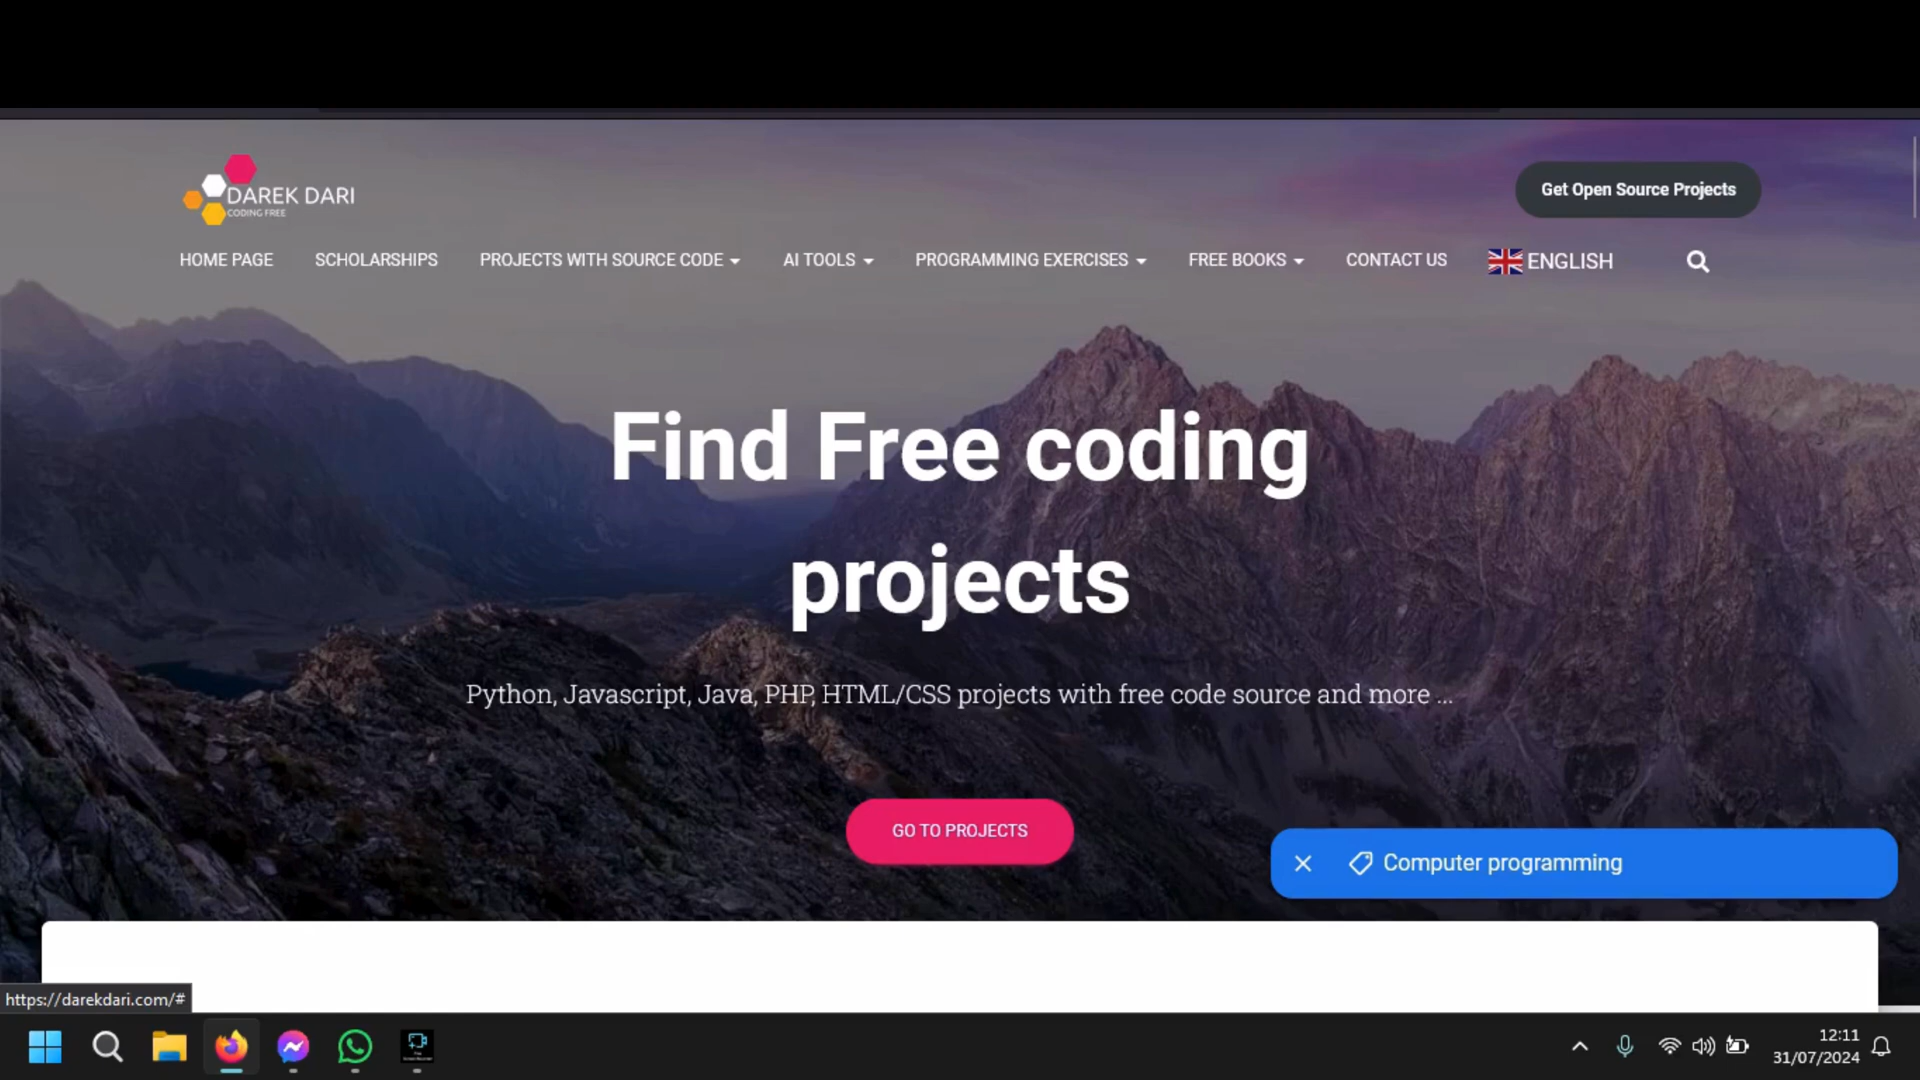 DAREK DARI
CODING FREE
Get Open Source Projects
HOME PAGE SCHOLARSHIPS PROJECTS WITH SOURCE CODE AI TOOLS PROGRAMMING EXERCISES FREE BOOKS CONTACT US ENGLISH
Find Free coding
projects
Python, Javascript, Java, PHP, HTML/CSS projects with free code source and more ...
GO TO PROJECTS
Computer programming
https://darekdari.com/#
12:11
31/07/2024